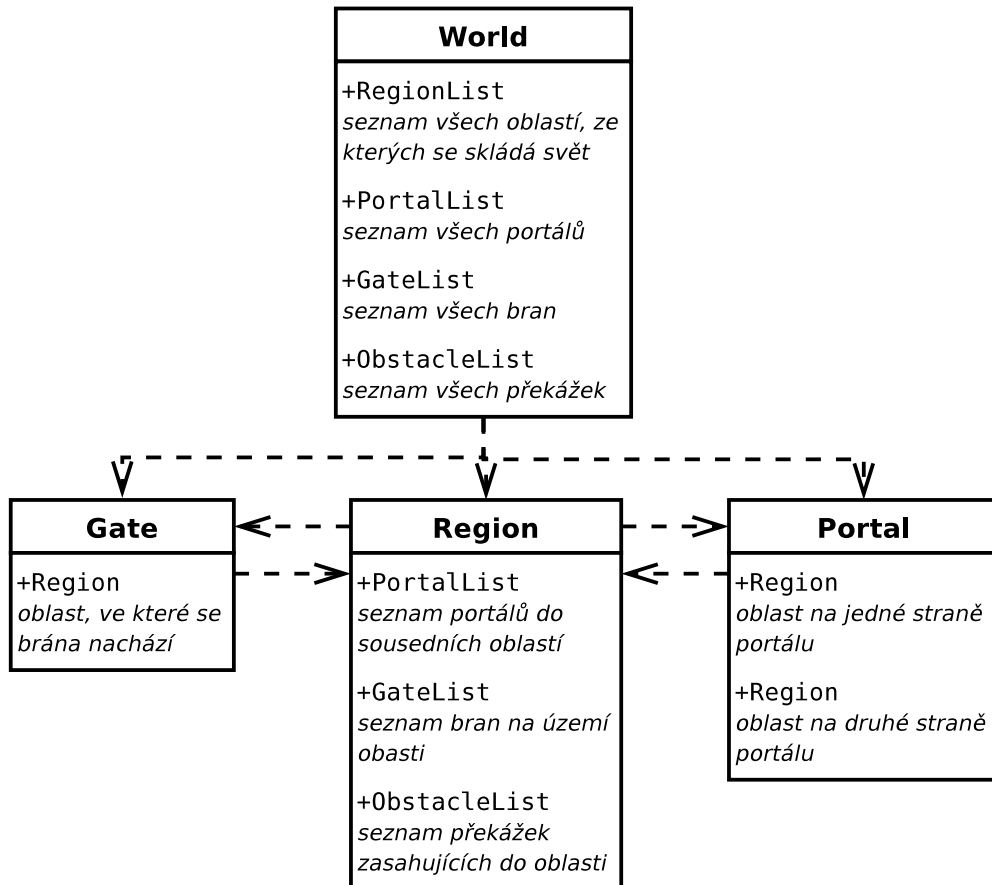 World
+RegionList
seznam všech oblastí, ze
kterých se skládá svět
+PortalList
seznam všech portálů
+GateList
seznam všech bran
+ObstacleList
seznam všech překážek
Gate
+Region
oblast, ve které se
brána nachází
Region
+PortalList
seznam portálů do
sousedních oblastí
+GateList
seznam bran na území
obasti
+ObstacleList
seznam překážek
zasahujících do oblasti
Portal
+Region
oblast na jedné straně
portálu
+Region
oblast na druhé straně
portálu